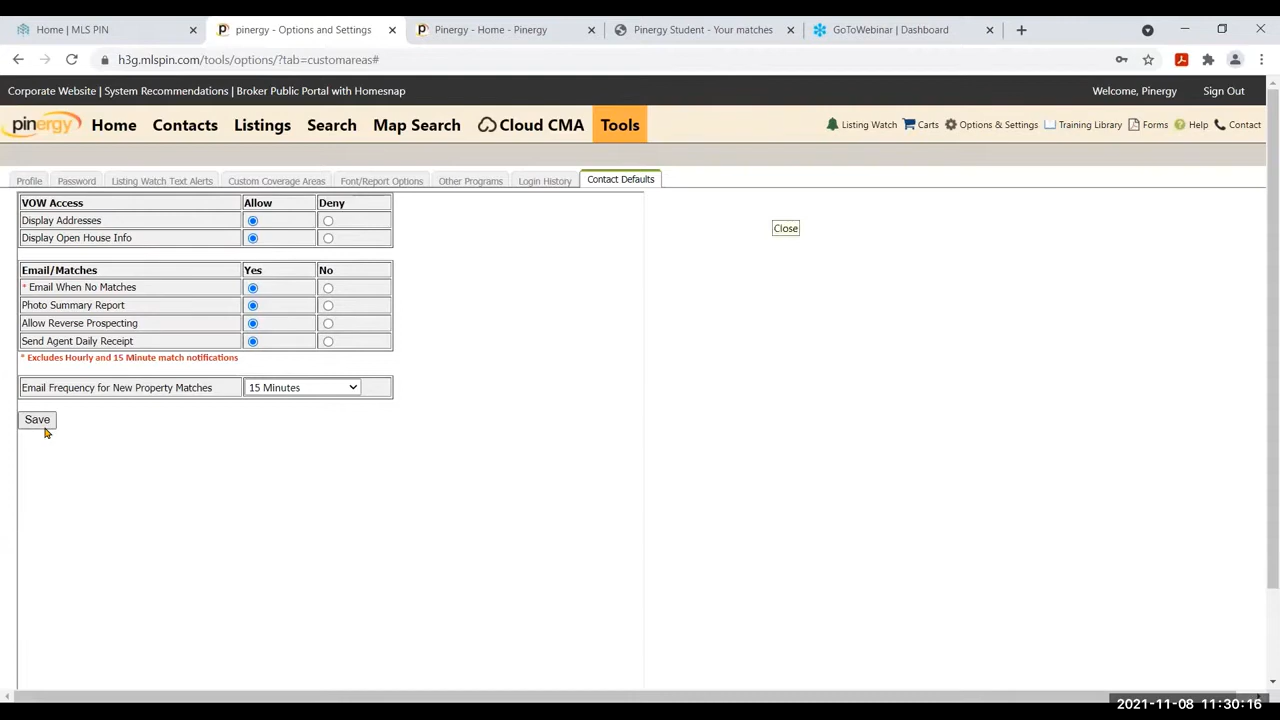 Home | MLS PIN
pinergy - Options and Settings
Pinergy - Home - Pinergy
Pinergy Student - Your matches
GoToWebinar | Dashboard
h3g.mlspin.com/tools/options/?tab=customareas#
Corporate Website | System Recommendations | Broker Public Portal with Homesnap
Welcome, Pinergy
Sign Out
pinergy
Home
Contacts
Listings
Search
Map Search
Cloud CMA
Tools
Listing Watch
Carts
Options & Settings
Training Library
Forms
Help
Contact
Profile
Password
Listing Watch Text Alerts
Custom Coverage Areas
Font/Report Options
Other Programs
Login History
Contact Defaults
VOW Access Allow Deny
Display Addresses
Display Open House Info
Close
Email/Matches Yes No
* Email When No Matches
Photo Summary Report
Allow Reverse Prospecting
Send Agent Daily Receipt
* Excludes Hourly and 15 Minute match notifications
Email Frequency for New Property Matches 15 Minutes
Save
2021-11-08 11:30:16